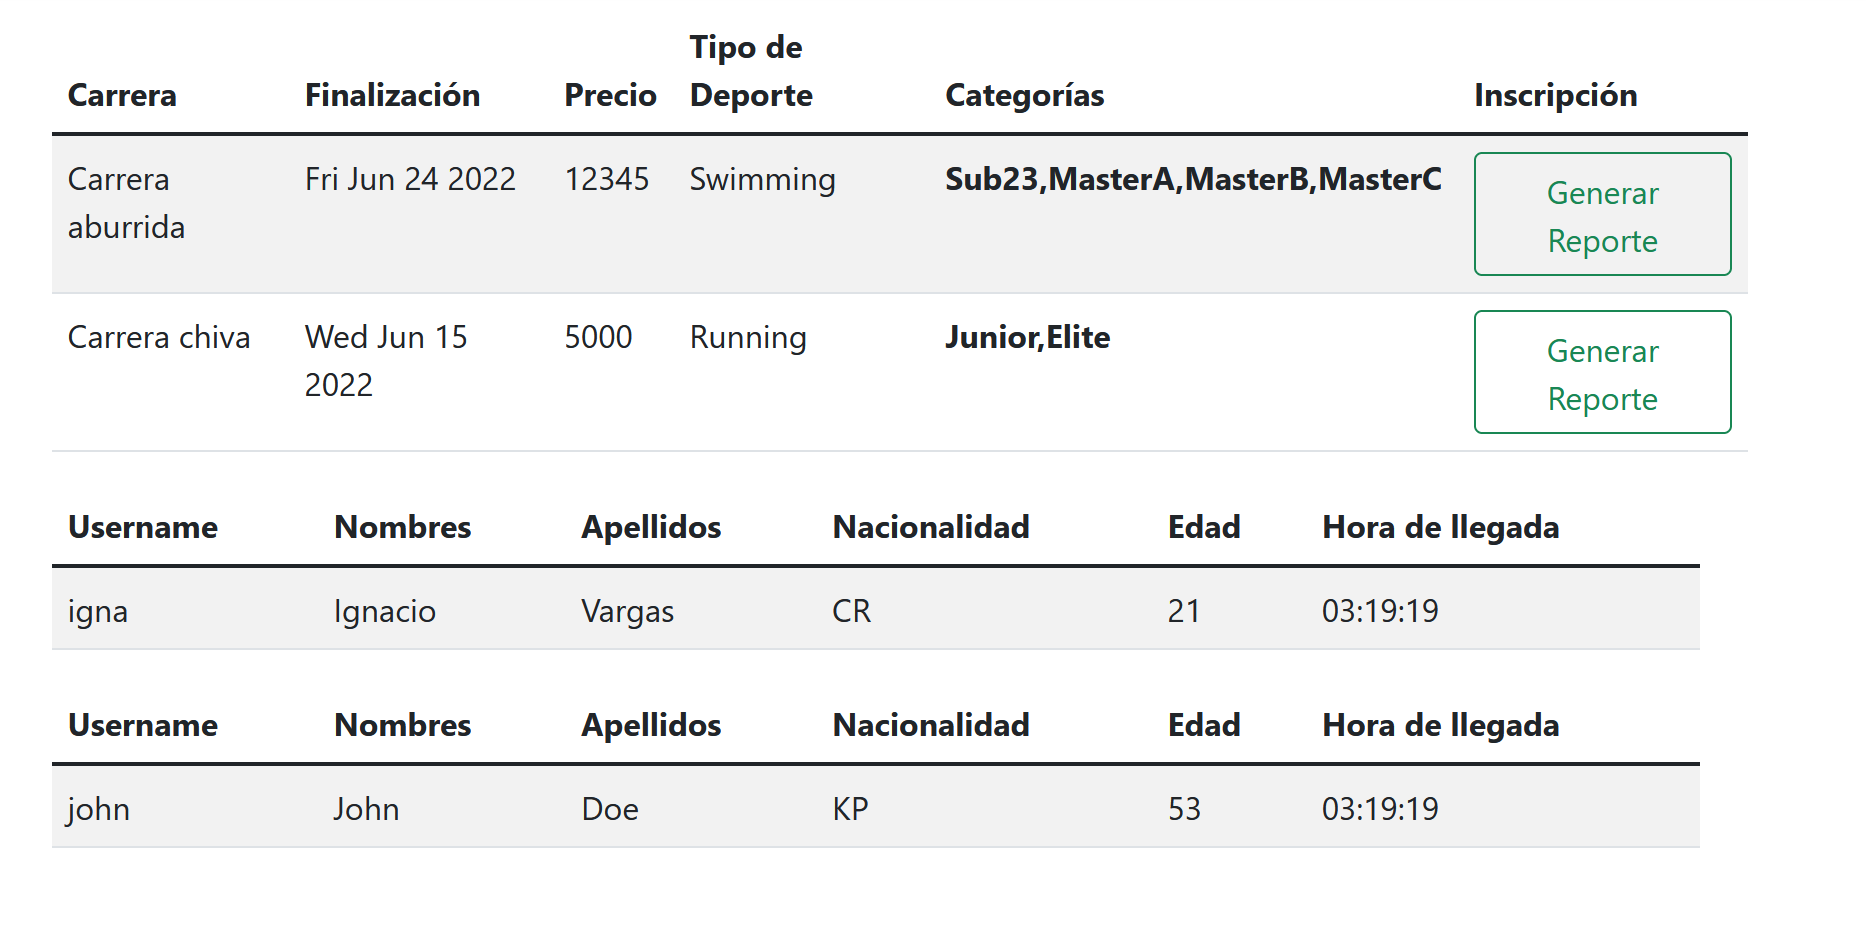 Carrera Finalización Precio Tipo de Deporte Categorías Inscripción
Carrera aburrida Fri Jun 24 2022 12345 Swimming Sub23,MasterA,MasterB,MasterC Generar Reporte
Carrera chiva Wed Jun 15 2022 5000 Running Junior,Elite Generar Reporte
Username Nombres Apellidos Nacionalidad Edad Hora de llegada
igna Ignacio Vargas CR 21 03:19:19
Username Nombres Apellidos Nacionalidad Edad Hora de llegada
john John Doe KP 53 03:19:19